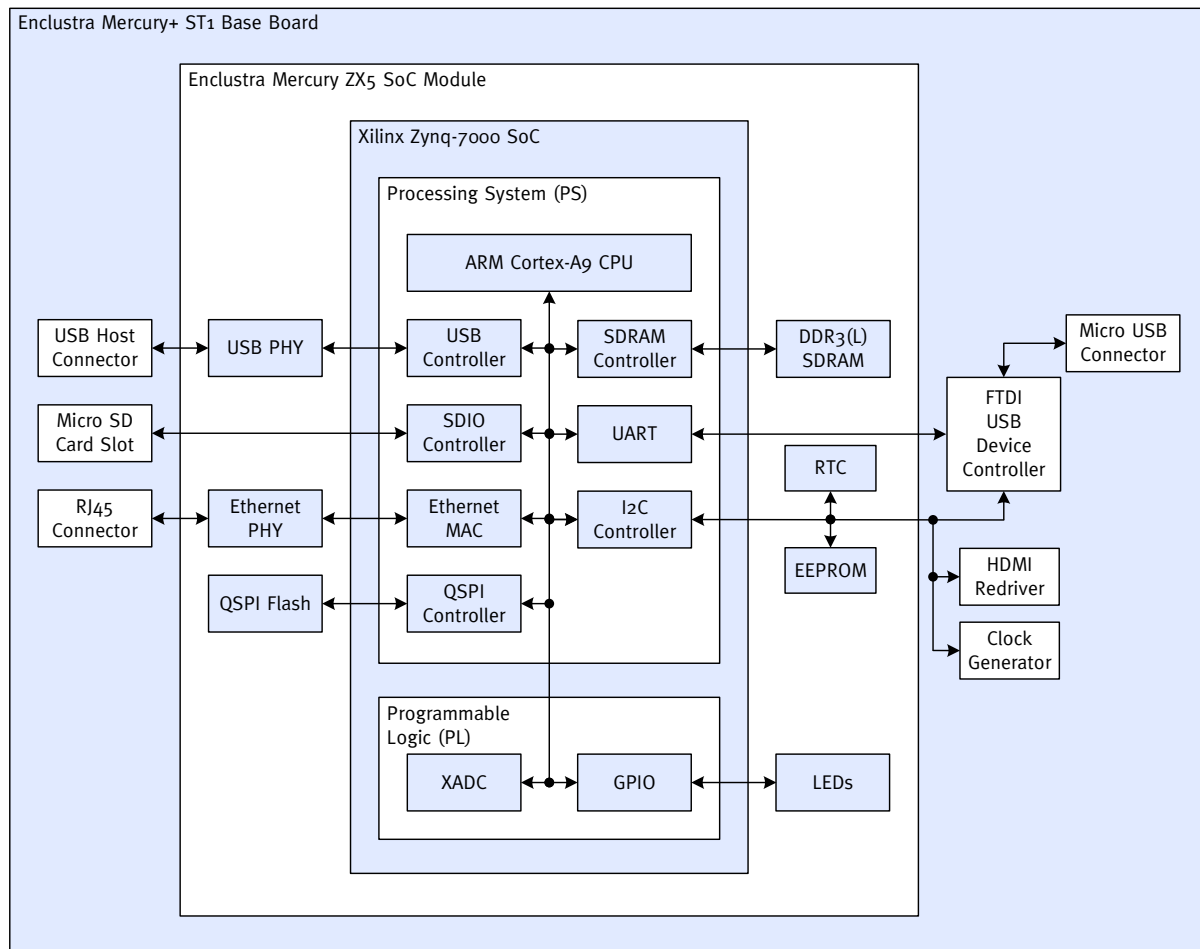 Enclustra Mercury+ ST1 Base Board
Enclustra Mercury ZX5 SoC Module
Xilinx Zynq-7000 SoC
Processing System (PS)
ARM Cortex-A9 CPU
USB Host
Connector
USB PHY
USB
Controller
SDRAM
Controller
DDR3(L)
SDRAM
Micro USB
Connector
Micro SD
Card Slot
SDIO
Controller
UART
FTDI
USB
Device
Controller
RTC
RJ45
Connector
Ethernet
PHY
Ethernet
MAC
I2C
Controller
EEPROM
HDMI
Redriver
QSPI Flash
QSPI
Controller
Clock
Generator
Programmable
Logic (PL)
XADC
GPIO
LEDs